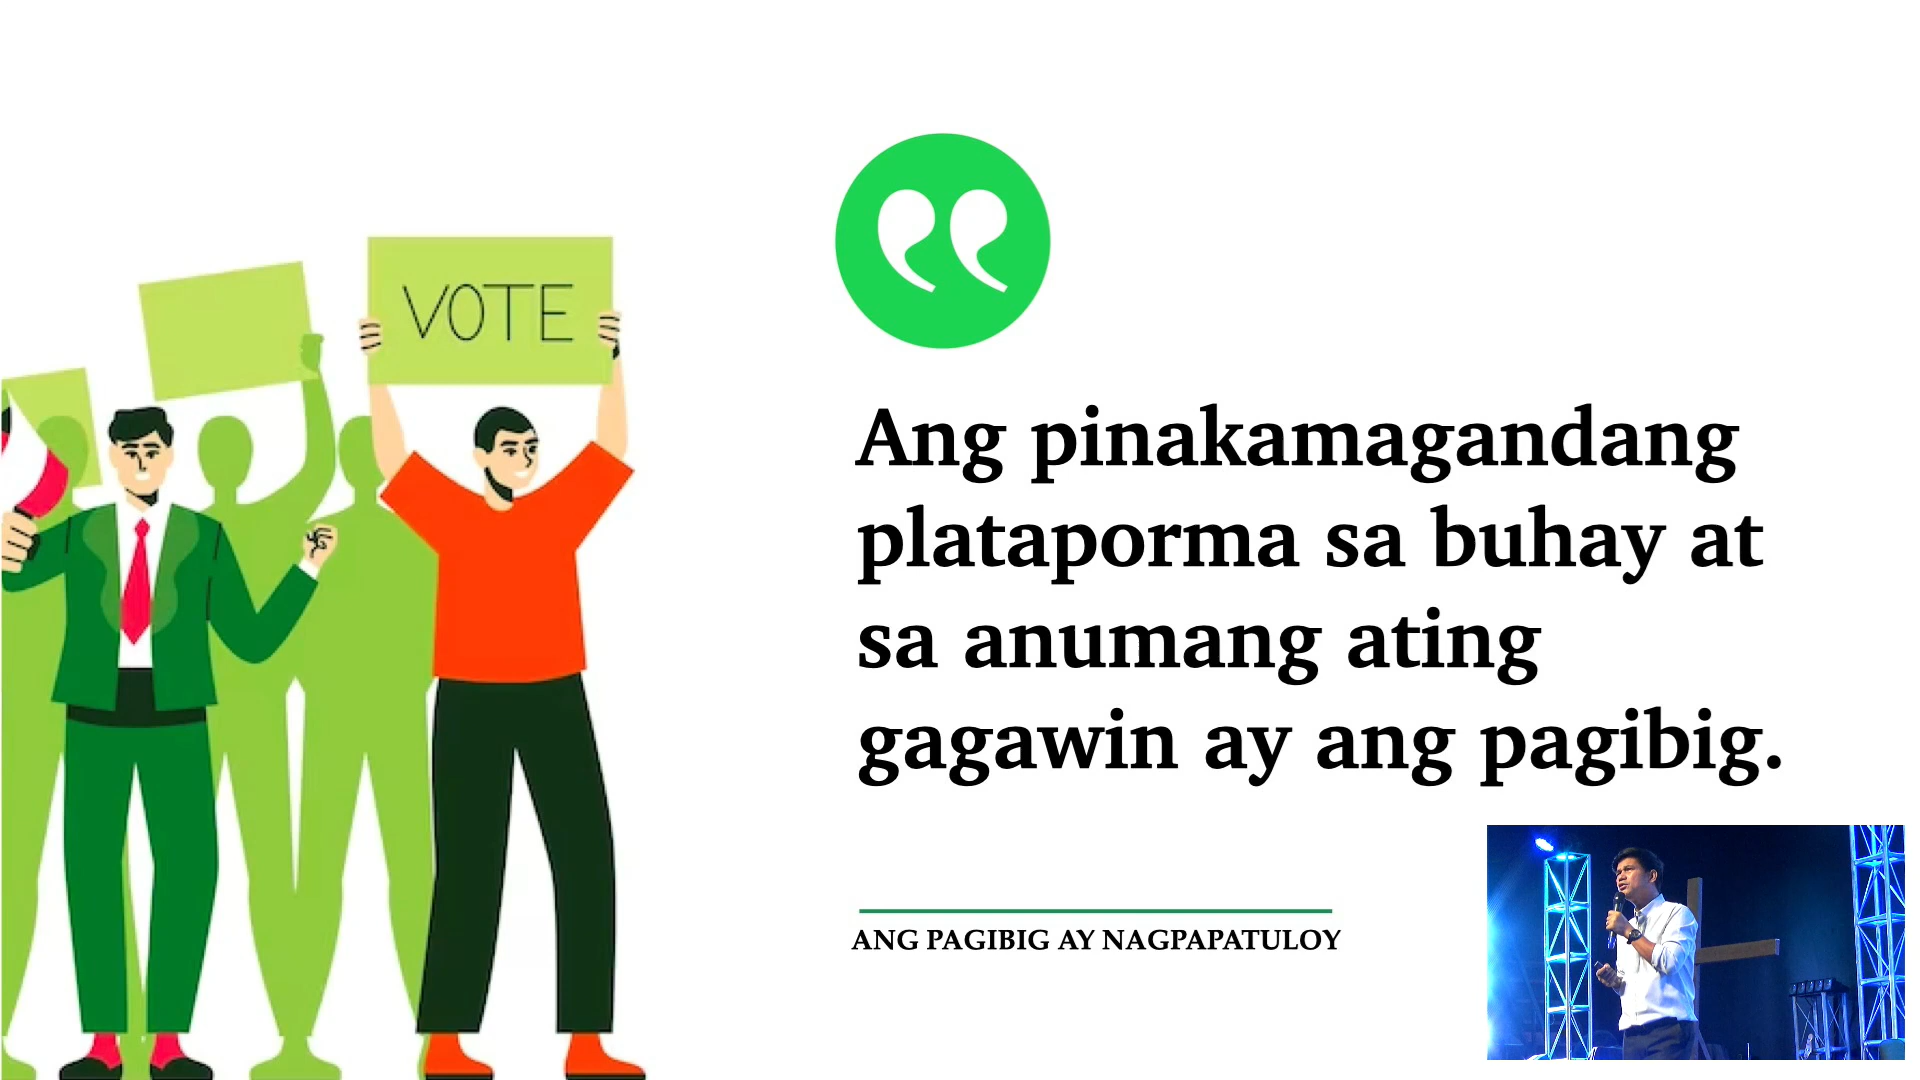 VOTE
Ang pinakamagandang
plataporma sa buhay at
sa anumang ating
gagawin ay ang pagibig.
ANG PAGIBIG AY NAGPAPATULOY